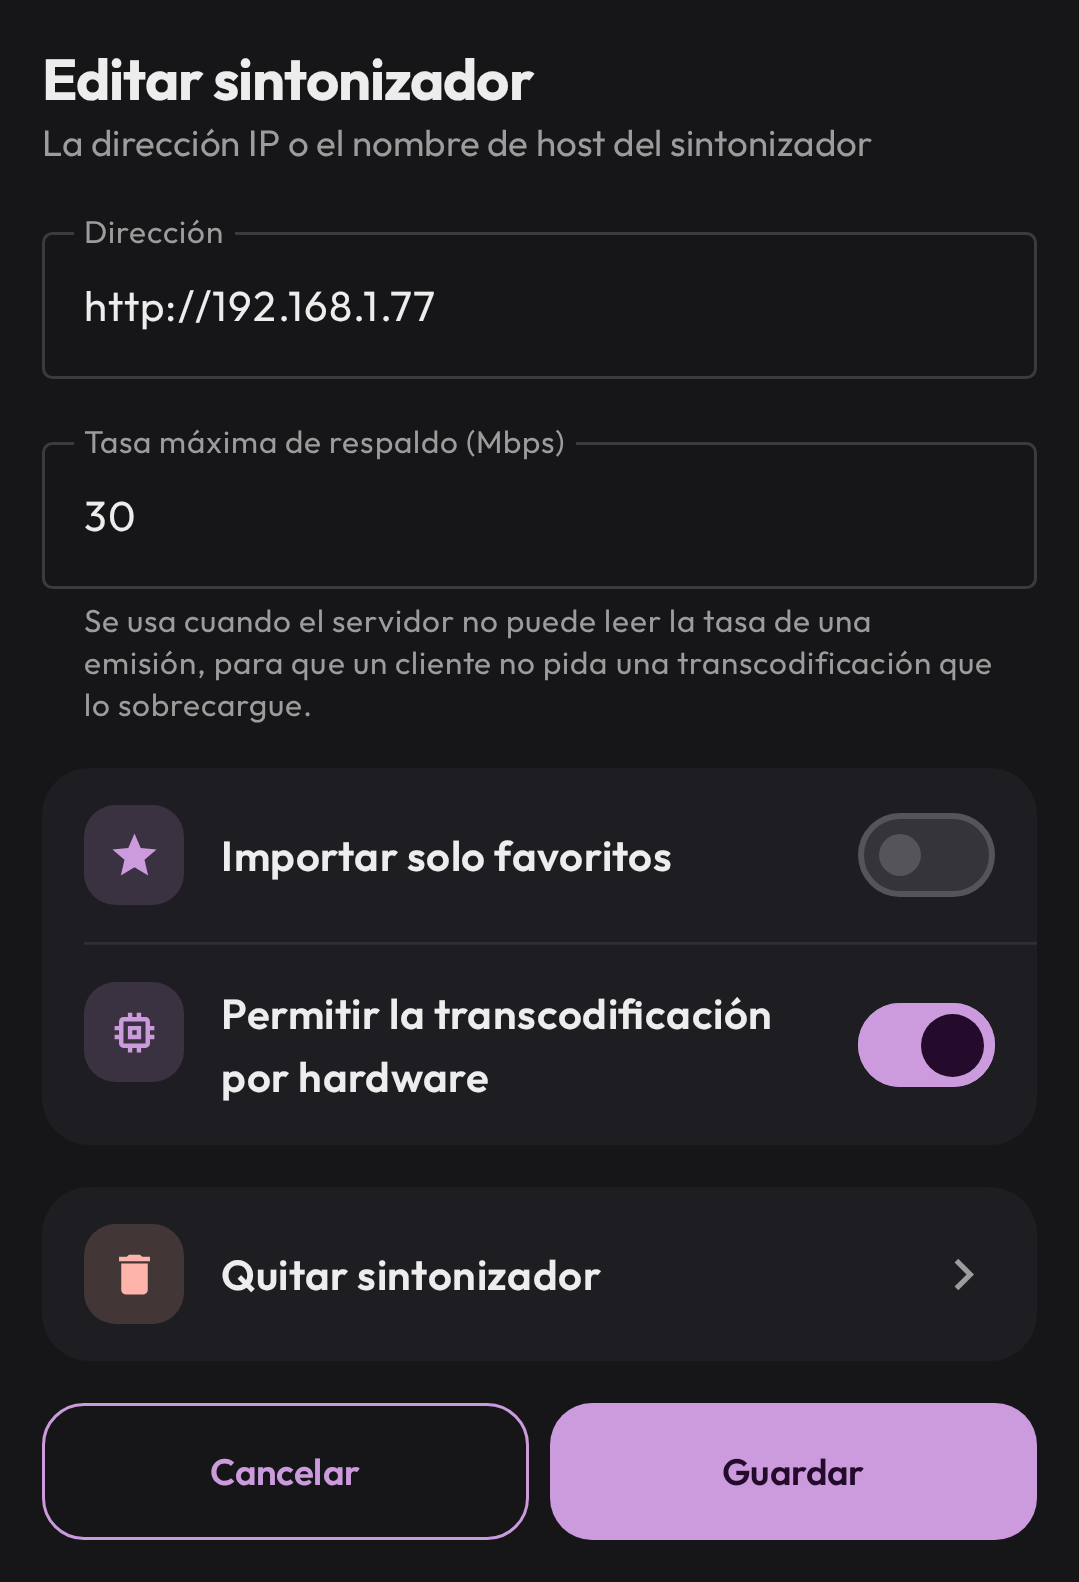 Editar sintonizador
La dirección IP o el nombre de host del sintonizador
Dirección
http://192.168.1.77
Tasa máxima de respaldo (Mbps)
30
Se usa cuando el servidor no puede leer la tasa de una
emisión, para que un cliente no pida una transcodificación que
lo sobrecargue.
Importar solo favoritos
Permitir la transcodificación
por hardware
Quitar sintonizador
Cancelar
Guardar